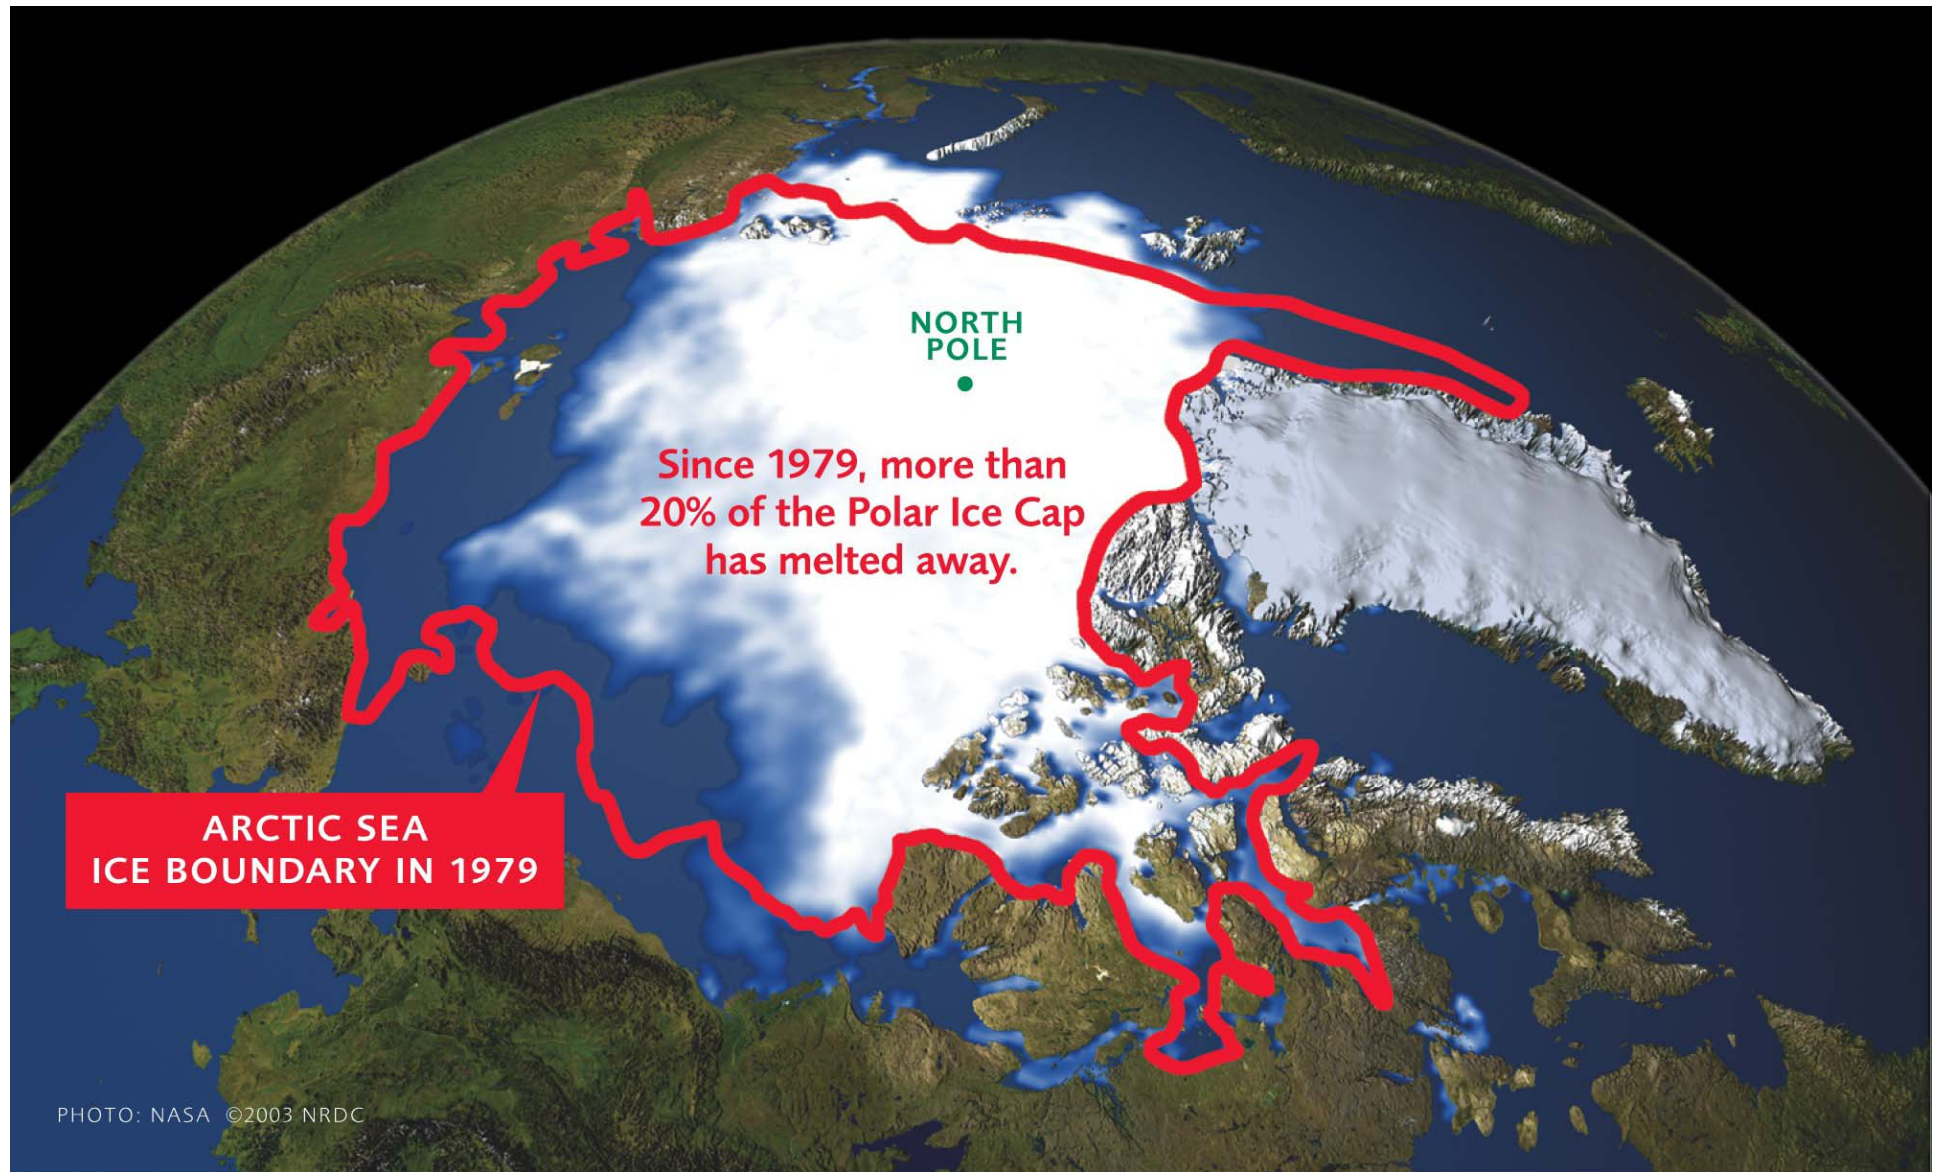 NORTH
POLE
Since 1979, more than
20% of the Polar Ice Cap
has melted away.
ARCTIC SEA
ICE BOUNDARY IN 1979
PHOTO: NASA ©2003 NRDC